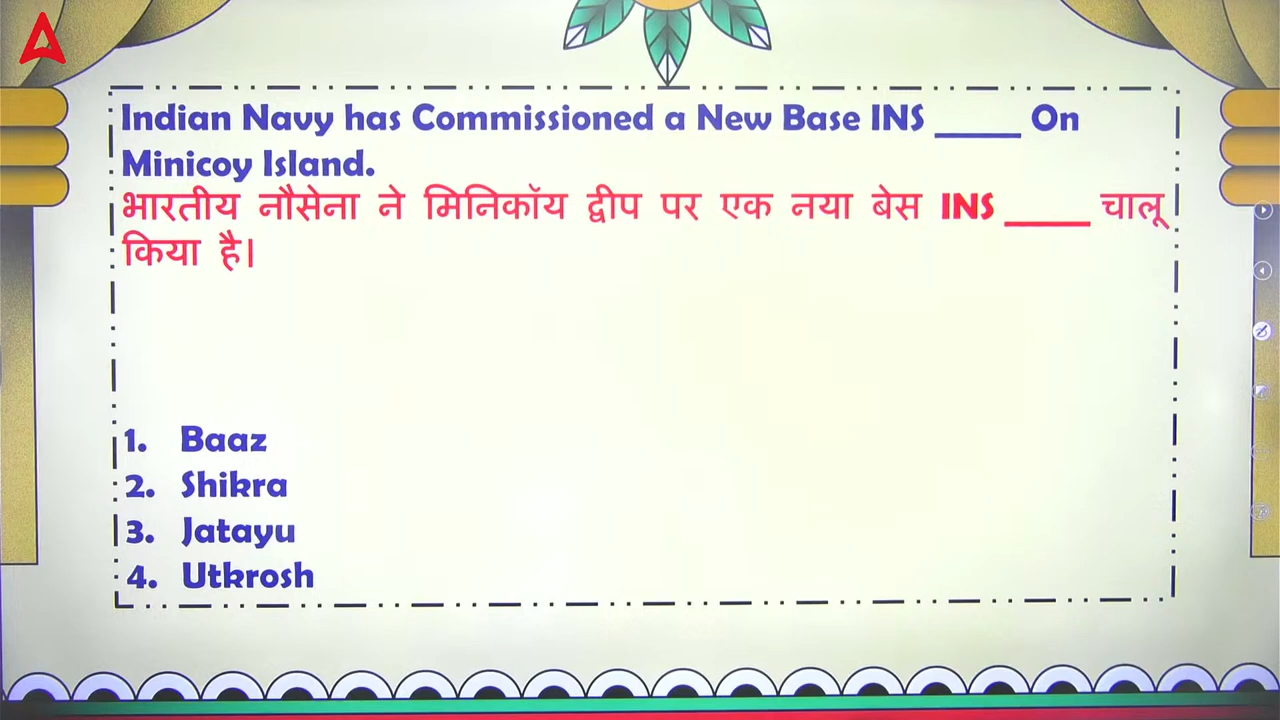 Indian Navy has Commissioned a New Base INS _____ On
Minicoy Island.
भारतीय नौसेना ने मिनिकॉय द्वीप पर एक नया बेस INS _____ चालू
किया है।
1. Baaz
2. Shikra
3. Jatayu
4. Utkrosh